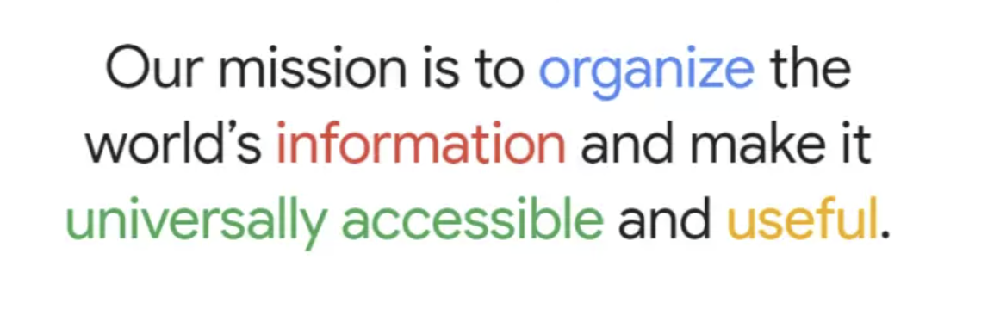 Our mission is to organize the
world’s information and make it
universally accessible and useful.